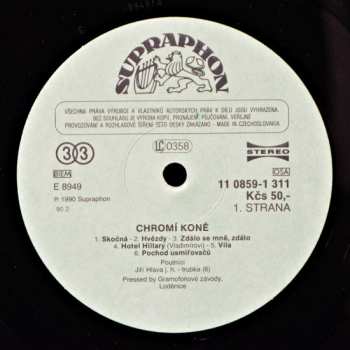 SUPRAPHON
VŠECHNA PRÁVA VÝROBCE A VLASTNÍKŮ AUTORSKÝCH PRÁV K DÍLU JSOU VYHRAZENA.
BEZ SOUHLASU JE VÝROBA KOPIÍ, PRONÁJEM, PŮJČOVÁNÍ, VEŘEJNÉ
PROVOZOVÁNÍ A ROZHLASOVÉ ŠÍŘENÍ TÉTO DESKY ZAKÁZÁNO - MADE IN CZECHOSLOVAKIA.
33
LC 0358
STEREO
BIEM
OSA
E 8949
11 0859-1 311
Ⓟ 1990 Supraphon
Kčs 50,-
90 2
1. STRANA
CHROMÍ KONĚ
1. Skočná - 2. Hvězdy - 3. Zdálo se mně, zdálo
4. Hotel Hillary (Vladimírovi) - 5. Víla
6. Pochod usmiřovačů
Poutníci
Jiří Hlava j. h. - trubka (6)
Pressed by Gramofonové závody,
Loděnice